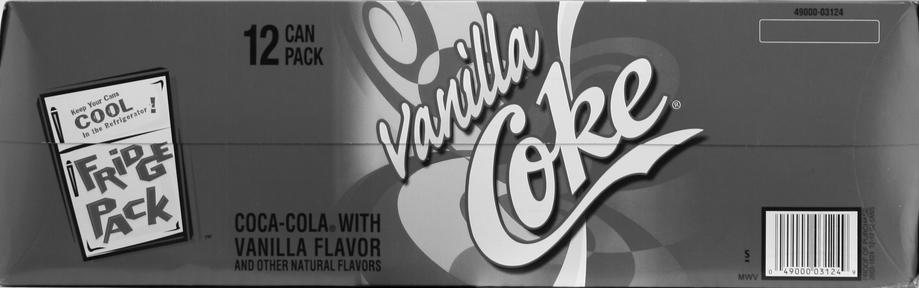 49000-03124
12 CAN
PACK
Vanilla
Coke®
Keep Your Cans
COOL!
In the Refrigerator
FRIDGE
PACK
™
COCA-COLA® WITH
VANILLA FLAVOR
AND OTHER NATURAL FLAVORS
S
MWV
0 49000 03124 9